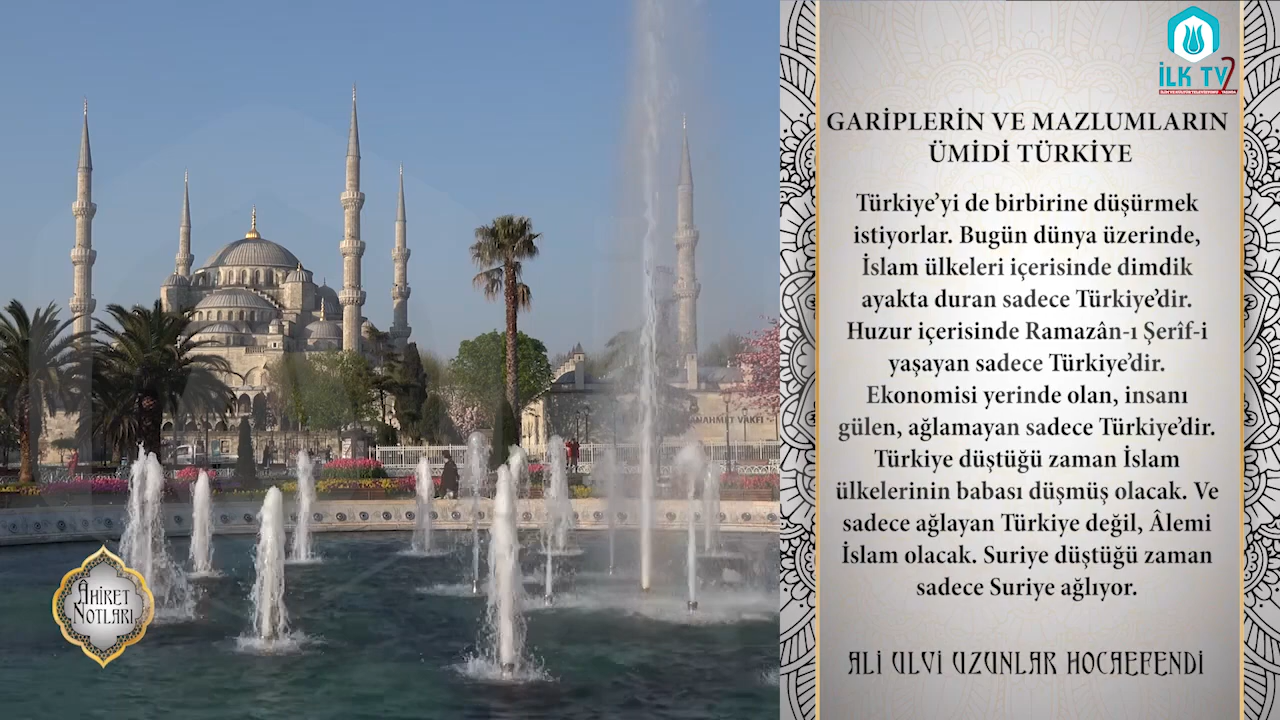 İLK TV 2
GARİPLERİN VE MAZLUMLARIN
ÜMİDİ TÜRKİYE
Türkiye’yi de birbirine düşürmek
istiyorlar. Bugün dünya üzerinde,
İslam ülkeleri içerisinde dimdik
ayakta duran sadece Türkiye’dir.
Huzur içerisinde Ramazân-ı Şerîf-i
yaşayan sadece Türkiye’dir.
Ekonomisi yerinde olan, insanı
gülen, ağlamayan sadece Türkiye’dir.
Türkiye düştüğü zaman İslam
ülkelerinin babası düşmüş olacak. Ve
sadece ağlayan Türkiye değil, Âlemi
İslam olacak. Suriye düştüğü zaman
sadece Suriye ağlıyor.
ALİ ULVİ UZUNLAR HOCAEFENDİ
AHİRET
NOTLARI
AHMET VAKFI